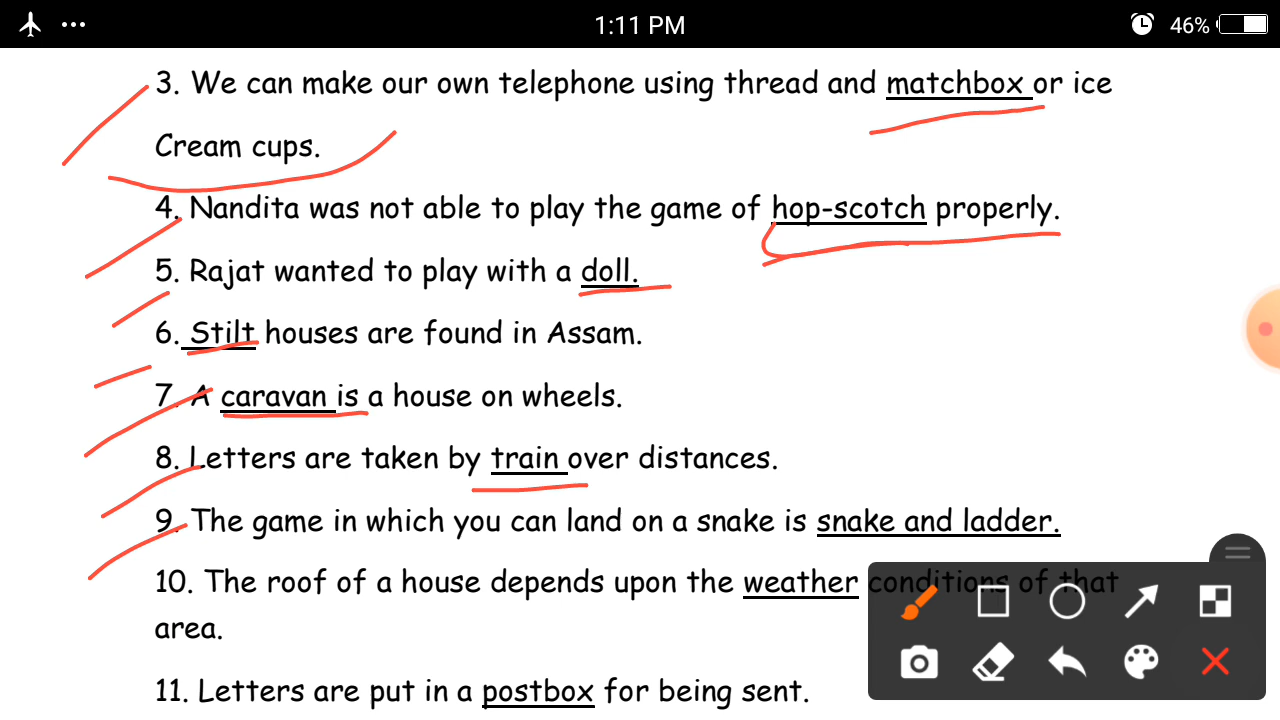 1:11 PM
46%
3. We can make our own telephone using thread and matchbox or ice
Cream cups.
4. Nandita was not able to play the game of hop-scotch properly.
5. Rajat wanted to play with a doll.
6. Stilt houses are found in Assam.
7. A caravan is a house on wheels.
8. Letters are taken by train over distances.
9. The game in which you can land on a snake is snake and ladder.
10. The roof of a house depends upon the weather conditions of that
area.
11. Letters are put in a postbox for being sent.